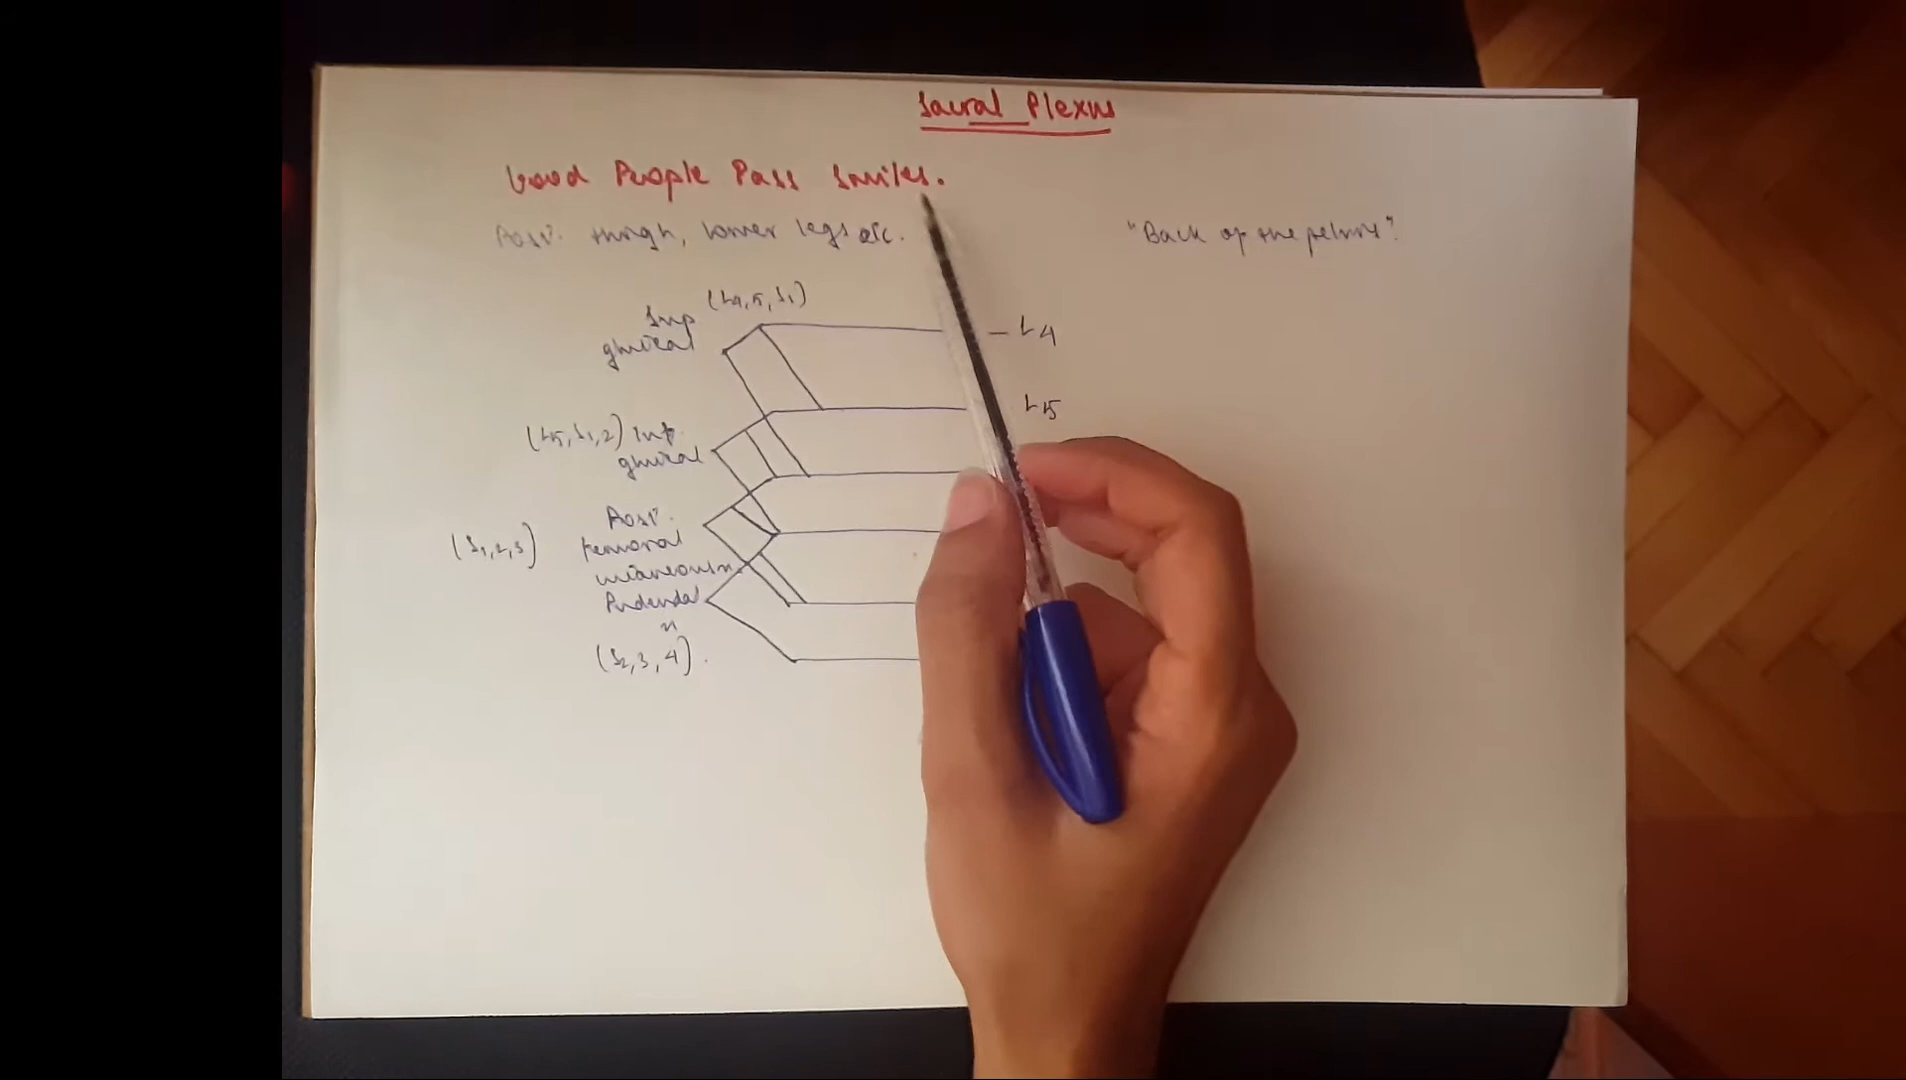 Sacral Plexus
Good People Pass Smiles.
Post. thigh, lower legs etc.
"Back of the pelvis".
(L4,5,S1)
Sup
gluteal
L4
L5
(L5,S1,2) Inf.
gluteal
Post.
femoral
(S1,2,3)
cutaneous n.
Pudendal
n
(S2,3,4).